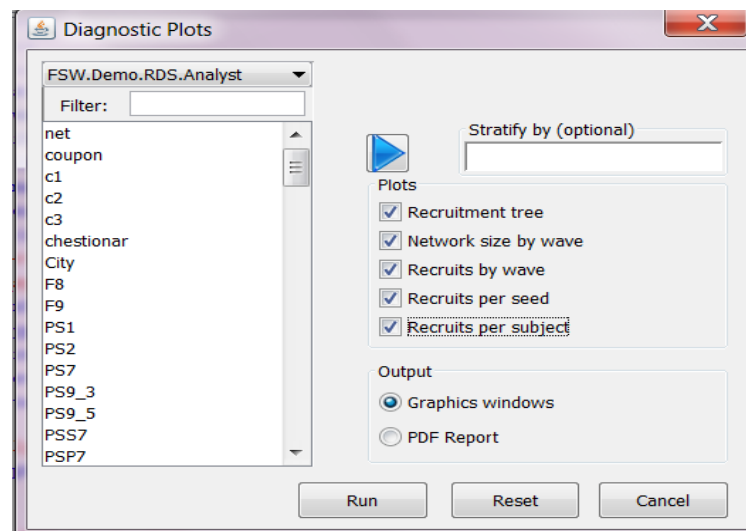 Diagnostic Plots
FSW.Demo.RDS.Analyst
Filter:
net
coupon
c1
c2
c3
chestionar
City
F8
F9
PS1
PS2
PS7
PS9_3
PS9_5
PSS7
PSP7
Stratify by (optional)
Plots
Recruitment tree
Network size by wave
Recruits by wave
Recruits per seed
Recruits per subject
Output
Graphics windows
PDF Report
Run Reset Cancel